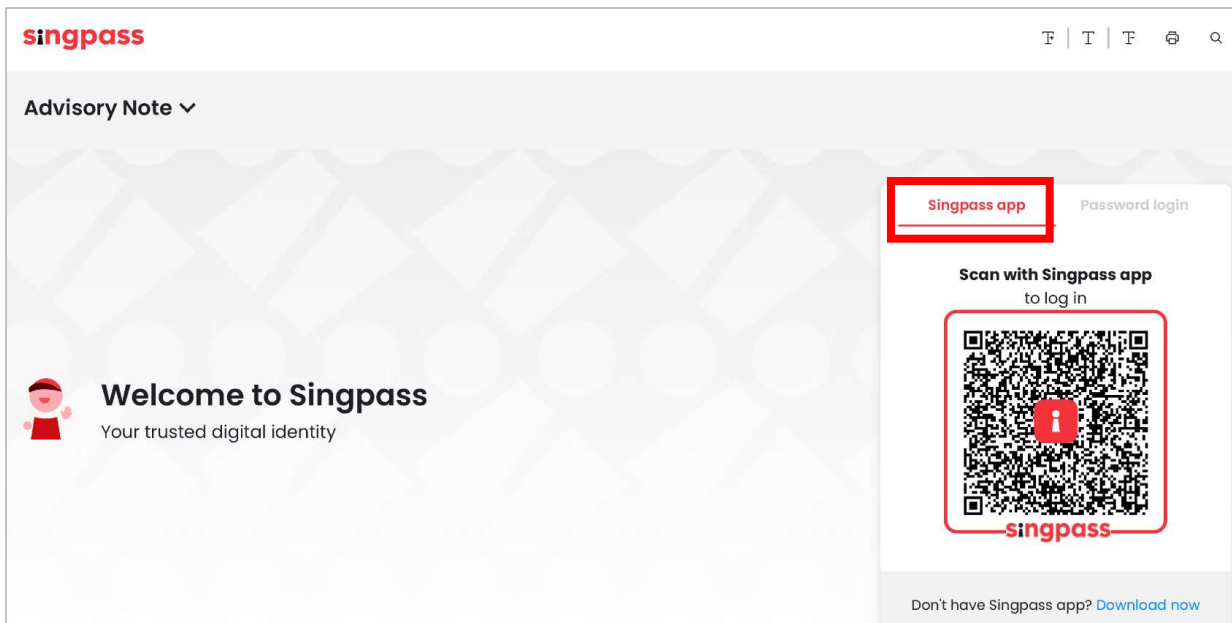 singpass
Advisory Note
Singpass app Password login
Scan with Singpass app
to log in
Welcome to Singpass
Your trusted digital identity
singpass
Don't have Singpass app? Download now